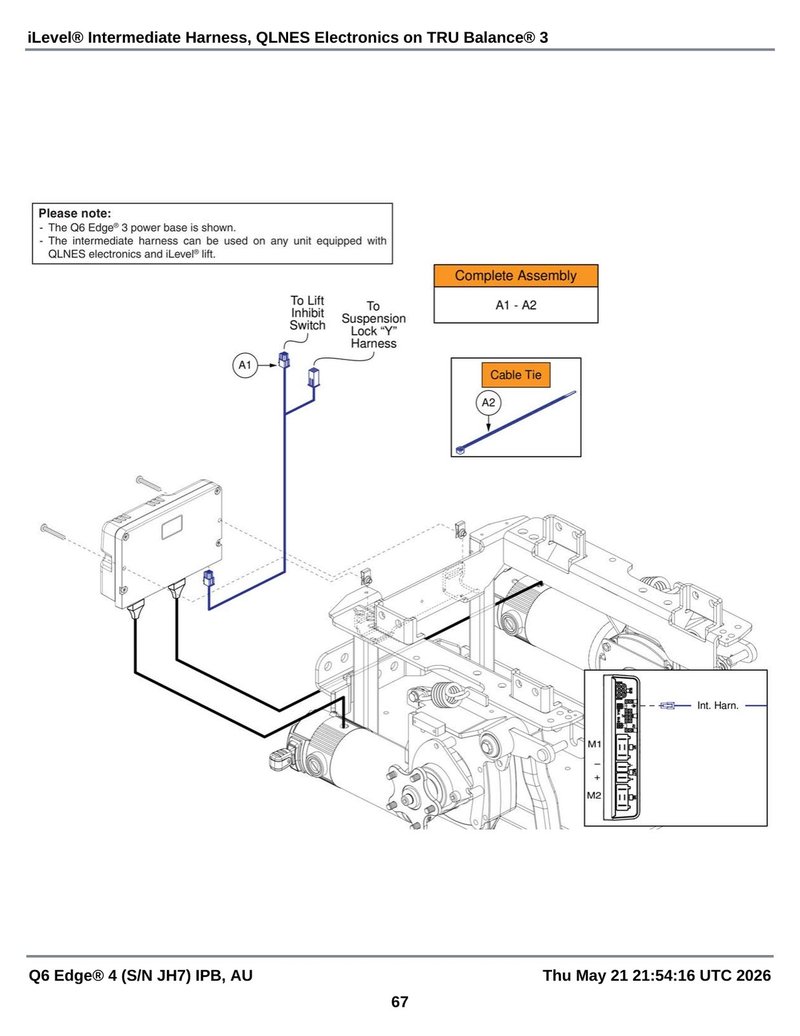 iLevel® Intermediate Harness, QLNES Electronics on TRU Balance® 3
Please note:
- The Q6 Edge® 3 power base is shown.
- The intermediate harness can be used on any unit equipped with
QLNES electronics and iLevel® lift.
Complete Assembly
A1 - A2
To Lift
Inhibit
Switch
To
Suspension
Lock “Y”
Harness
A1
Cable Tie
A2
Int. Harn.
M1
–
+
M2
Q6 Edge® 4 (S/N JH7) IPB, AU
Thu May 21 21:54:16 UTC 2026
67